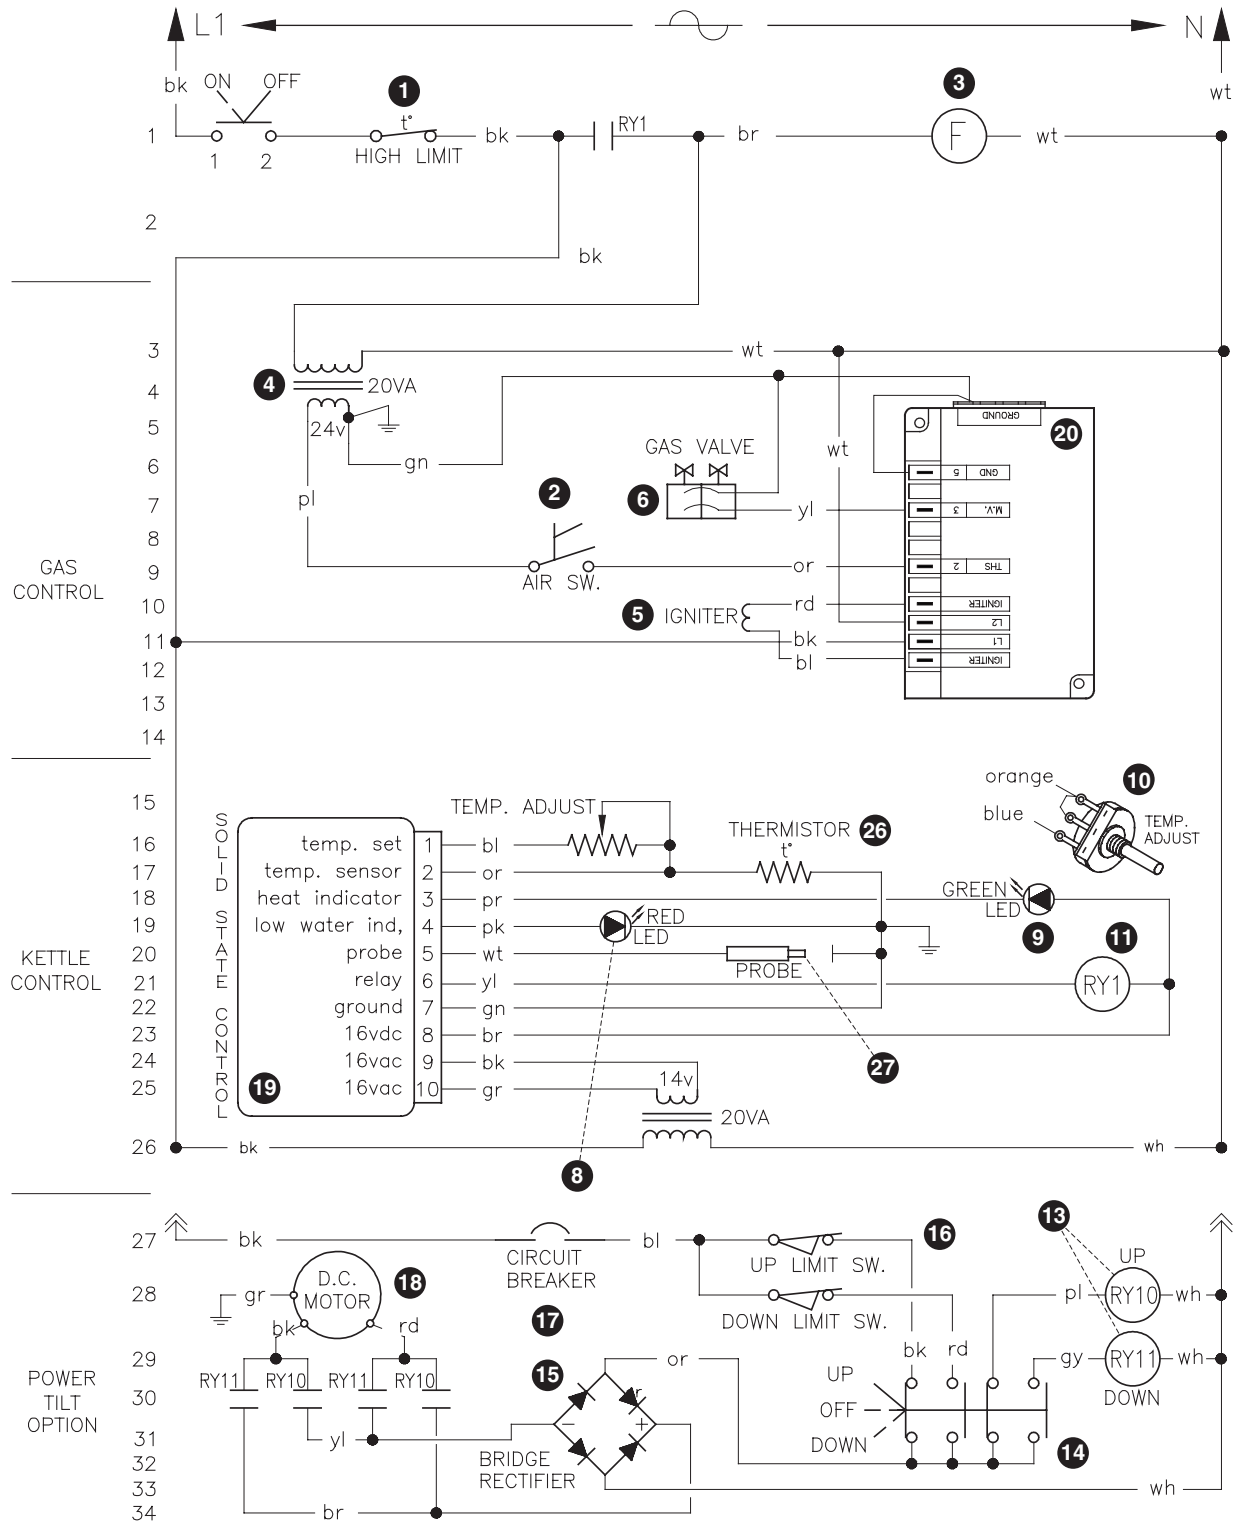 L1
N
bk
ON OFF
1
3
wt
1
t°
RY1
bk
br
F
wt
1 2
HIGH LIMIT
2
bk
3
wt
4
4
20VA
GROUND
20
5
24v
GAS VALVE
wt
6
gn
GND 5
pl
2
6
7
yl
M.V. 3
8
GAS
CONTROL
9
or
THS 2
AIR SW.
10
5
IGNITER
rd
IGNITER
L2
11
bk
L1
12
bl
IGNITER
13
14
orange
10
15
TEMP. ADJUST
blue
TEMP.
ADJUST
SOLID STATE CONTROL
THERMISTOR
26
16
temp. set 1 bl
t°
17
temp. sensor 2 or
18
heat indicator 3 pr
GREEN
LED
19
low water ind, 4 pk
RED
LED
9
11
KETTLE
CONTROL
20
probe 5 wt
PROBE
21
relay 6 yl
RY1
22
ground 7 gn
23
16vdc 8 br
24
16vac 9 bk
27
14v
25
19
16vac 10 gr
20VA
26
bk
wh
8
27
bk
CIRCUIT
BREAKER
bl
16
13
UP LIMIT SW.
UP
28
gr
D.C.
MOTOR
18
pl
RY10
wh
bk
rd
17
DOWN LIMIT SW.
bk rd
29
or
gy
RY11
wh
DOWN
POWER
TILT
OPTION
RY11 RY10 RY11 RY10
15
30
r
UP
OFF
DOWN
31
yl
−
+
14
32
BRIDGE
RECTIFIER
33
wh
34
br